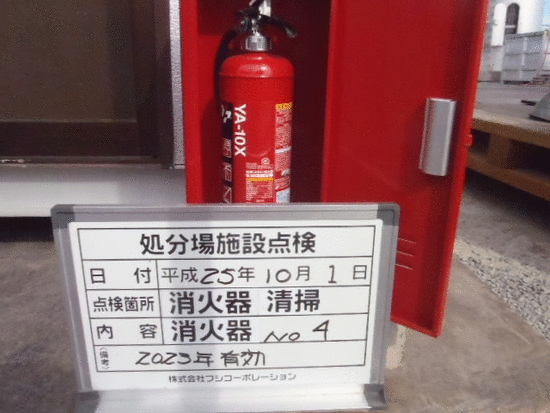 YA-10X
処分場施設点検
日 付 平成25年10月1日
点検箇所 消火器 清掃
内 容 消火器 No 4
(備考) 2023年有効
株式会社フジコーポレーション